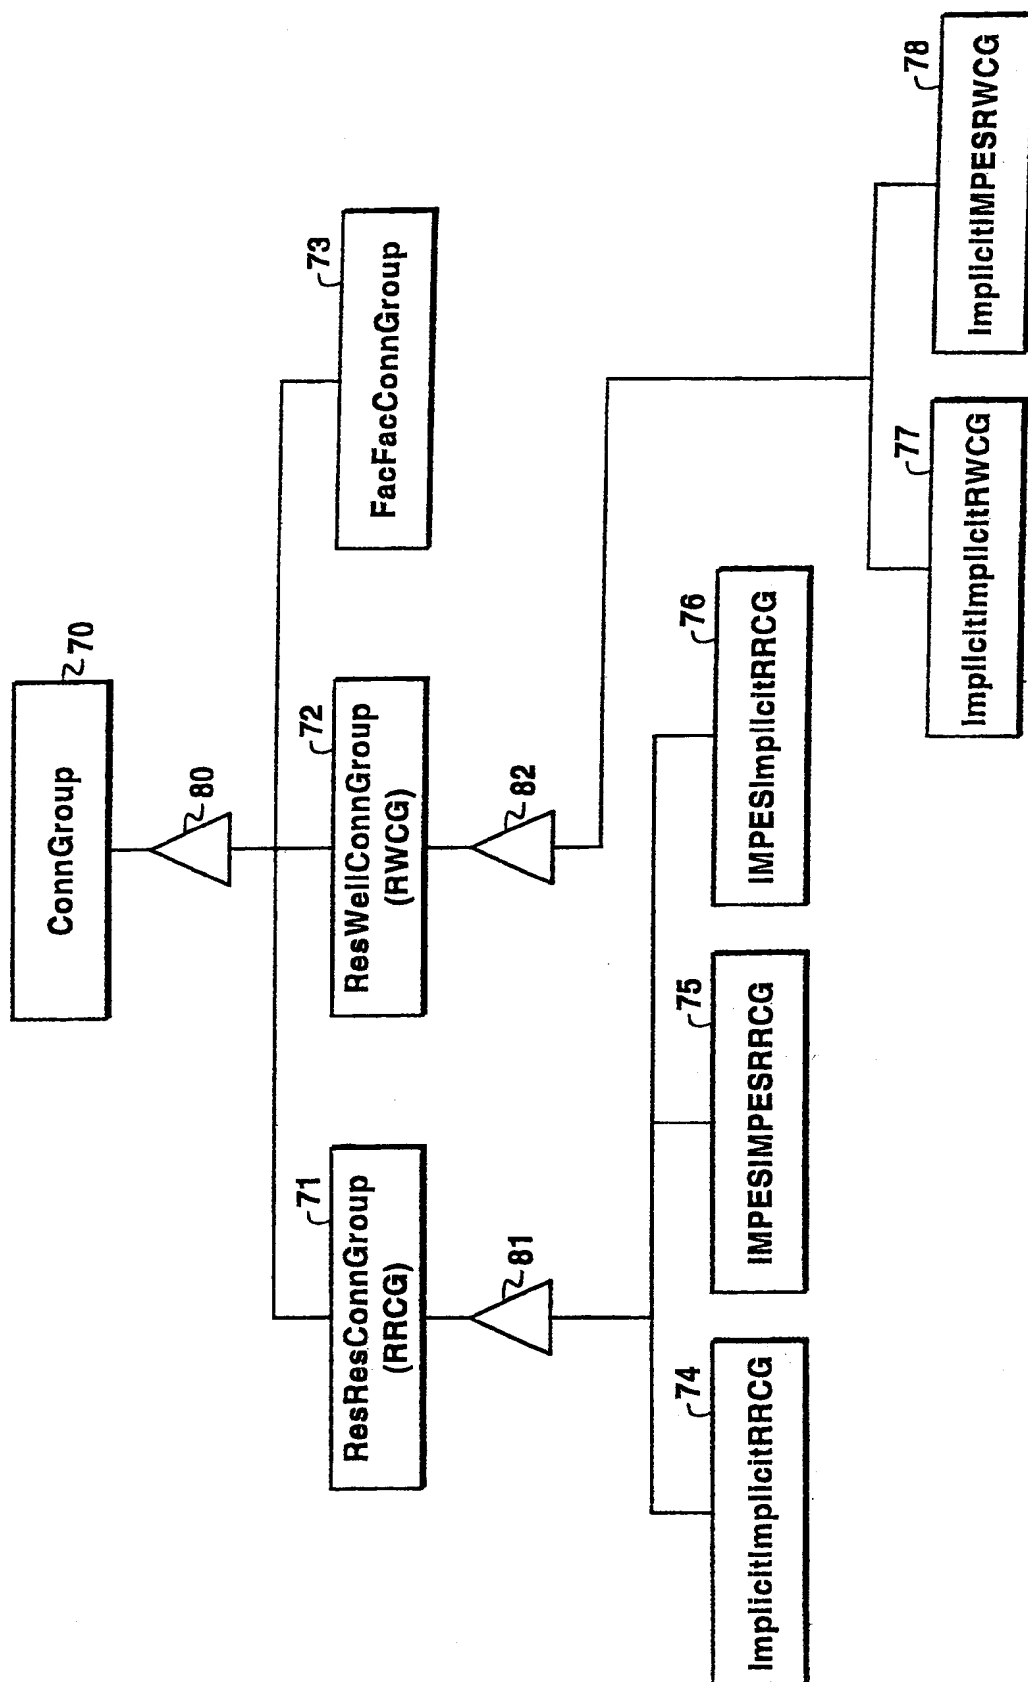 ConnGroup
70
80
ResResConnGroup
(RRCG)
71
ResWellConnGroup
(RWCG)
72
FacFacConnGroup
73
81
82
ImplicitImplicitRRCG
74
IMPESIMPESRRCG
75
IMPESImplicitRRCG
76
ImplicitImplicitRWCG
77
ImplicitIMPESRWCG
78